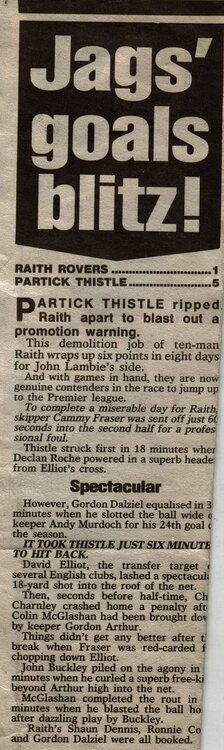 Jags'
goals
blitz!
RAITH ROVERS ..........................1
PARTICK THISTLE ......................5
PARTICK THISTLE ripped
Raith apart to blast out a
promotion warning.
This demolition job of ten-man
Raith wraps up six points in eight days
for John Lambie's side.
And with games in hand, they are now
genuine contenders in the race to jump up
to the Premier league.
To complete a miserable day for Raith,
skipper Cammy Fraser was sent off just 60
seconds into the second half for a profes-
sional foul.
Thistle struck first in 18 minutes when
Declan Roche powered in a superb header
from Elliot's cross.
Spectacular
However, Gordon Dalziel equalised in 3
minutes when he slotted the ball wide o
keeper Andy Murdoch for his 24th goal o
the season.
IT TOOK THISTLE JUST SIX MINUTE
TO HIT BACK.
David Elliot, the transfer target o
several English clubs, lashed a spectacula
18-yard shot into the roof of the net.
Then, seconds before half-time, Ch
Charnley crashed home a penalty aft
Colin McGlashan had been brought dow
by keeper Gordon Arthur.
Things didn't get any better after t
break when Fraser was red-carded f
chopping down Elliot.
John Buckley piled on the agony in
minutes when he curled a superb free-ki
beyond Arthur high into the net.
McGlashan completed the rout in
minutes when he blasted the ball ho
after dazzling play by Buckley.
Raith's Shaun Dennis, Ronnie Co
and Gordon Dalziel were all booked.